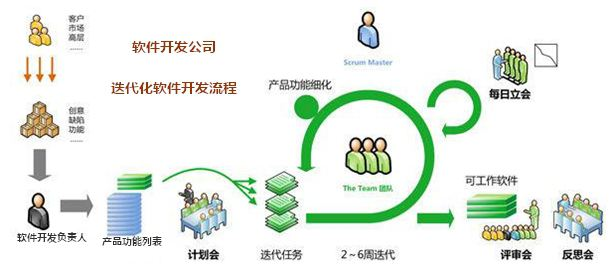 客户
市场
高层
……
软件开发公司
迭代化软件开发流程
Scrum Master
产品功能细化
每日立会
创意
缺陷
功能
……
The Team 团队
可工作软件
软件开发负责人
产品功能列表
计划会
迭代任务
2~6周迭代
评审会
反思会